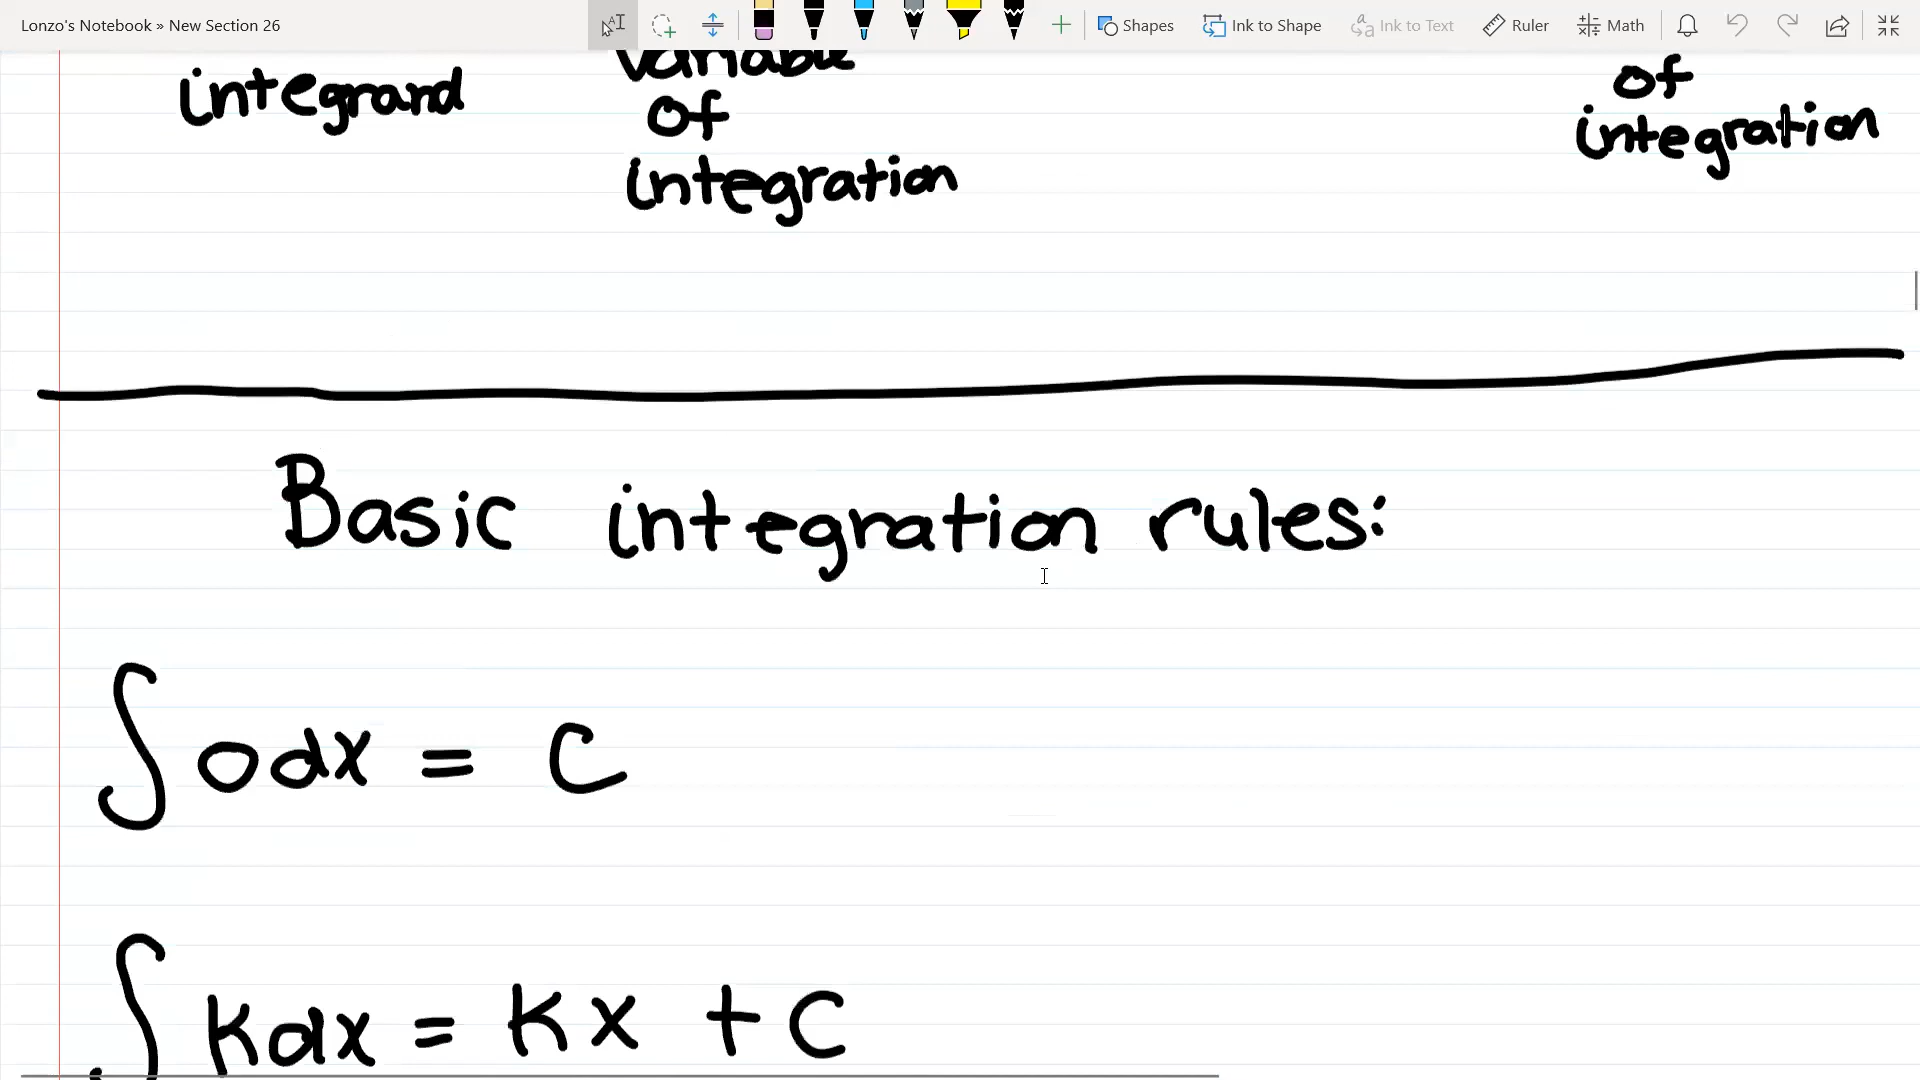 Lonzo's Notebook » New Section 26
Shapes
Ink to Shape
Ink to Text
Ruler
Math
integrand
variable
of
integration
of
integration
Basic integration rules:
∫ 0dx = C
∫ Kdx = Kx + C